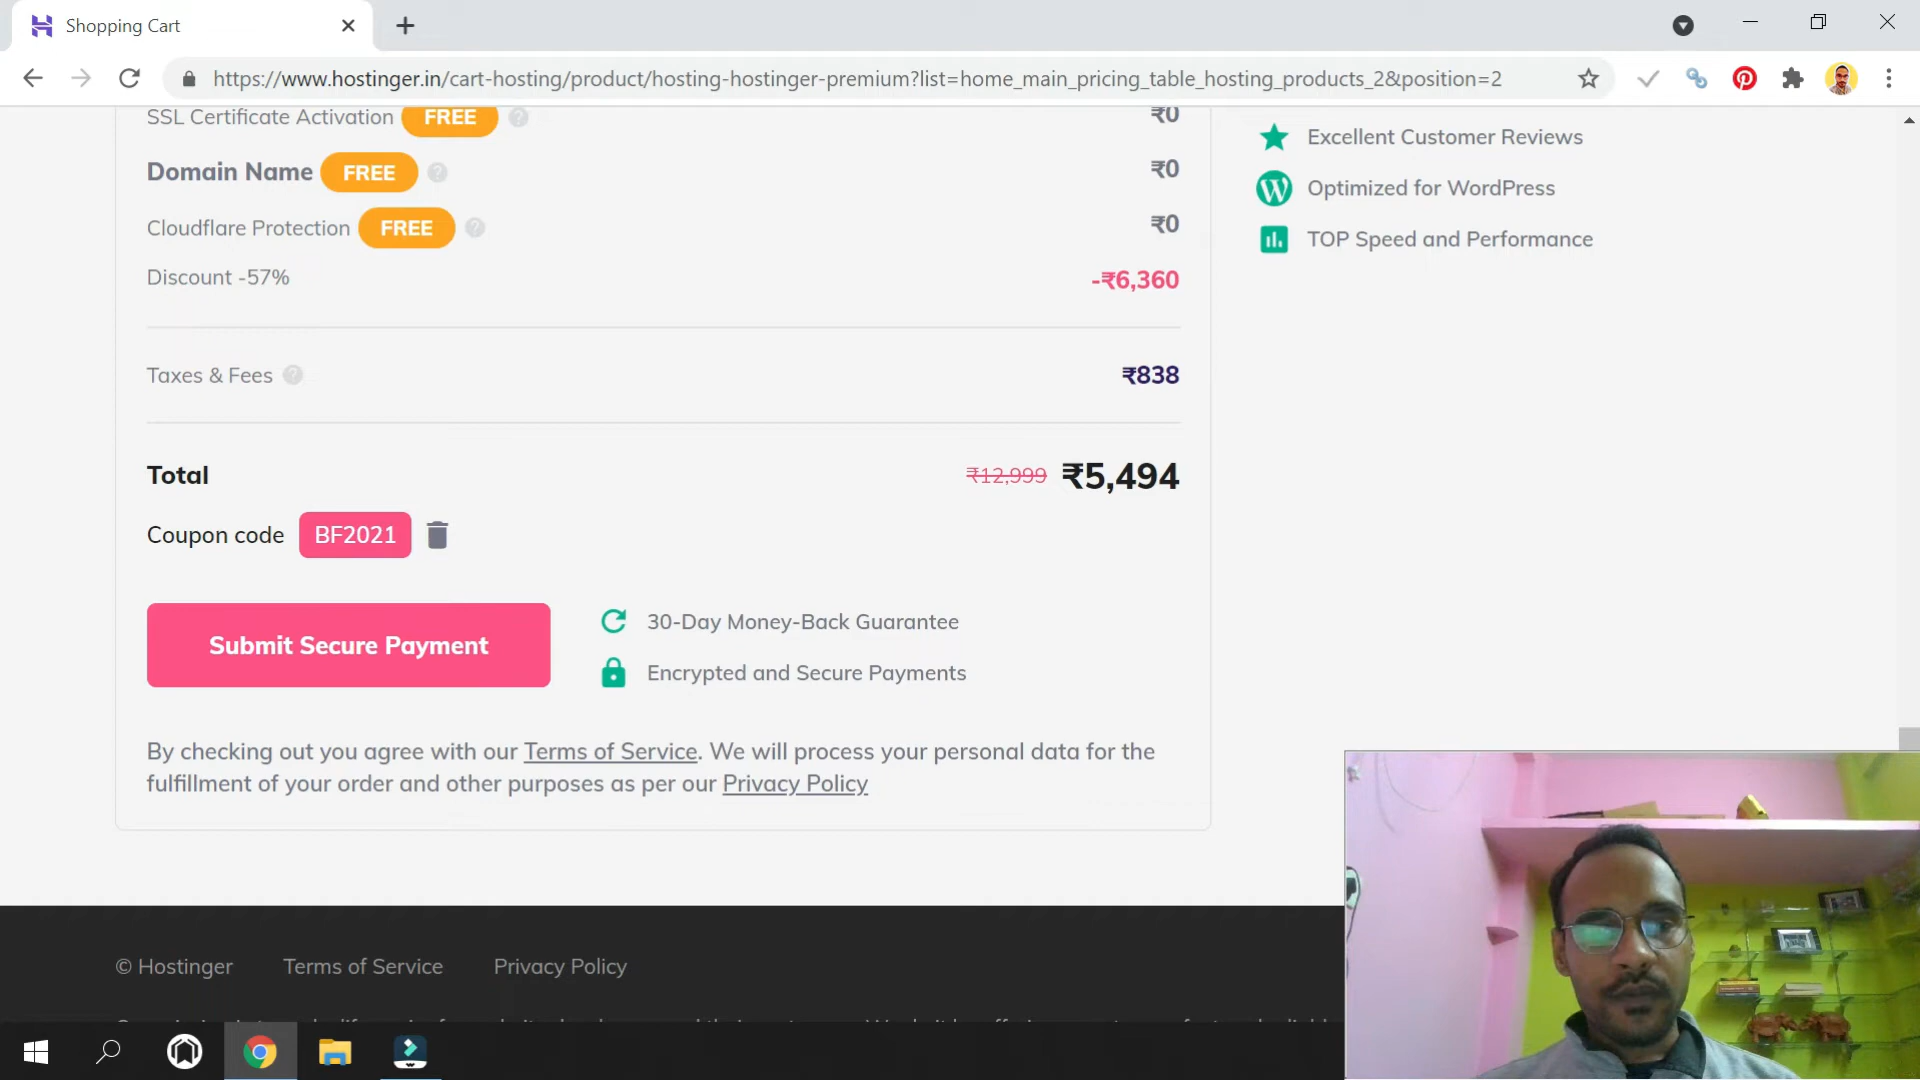 Shopping Cart
https://www.hostinger.in/cart-hosting/product/hosting-hostinger-premium?list=home_main_pricing_table_hosting_products_2&position=2
SSL Certificate Activation FREE ? ₹0
Domain Name FREE ? ₹0
Cloudflare Protection FREE ? ₹0
Discount -57% -₹6,360
Taxes & Fees ? ₹838
Total ₹12,999 ₹5,494
Coupon code BF2021
Submit Secure Payment
30-Day Money-Back Guarantee
Encrypted and Secure Payments
By checking out you agree with our Terms of Service. We will process your personal data for the
fulfillment of your order and other purposes as per our Privacy Policy
Excellent Customer Reviews
Optimized for WordPress
TOP Speed and Performance
© Hostinger Terms of Service Privacy Policy